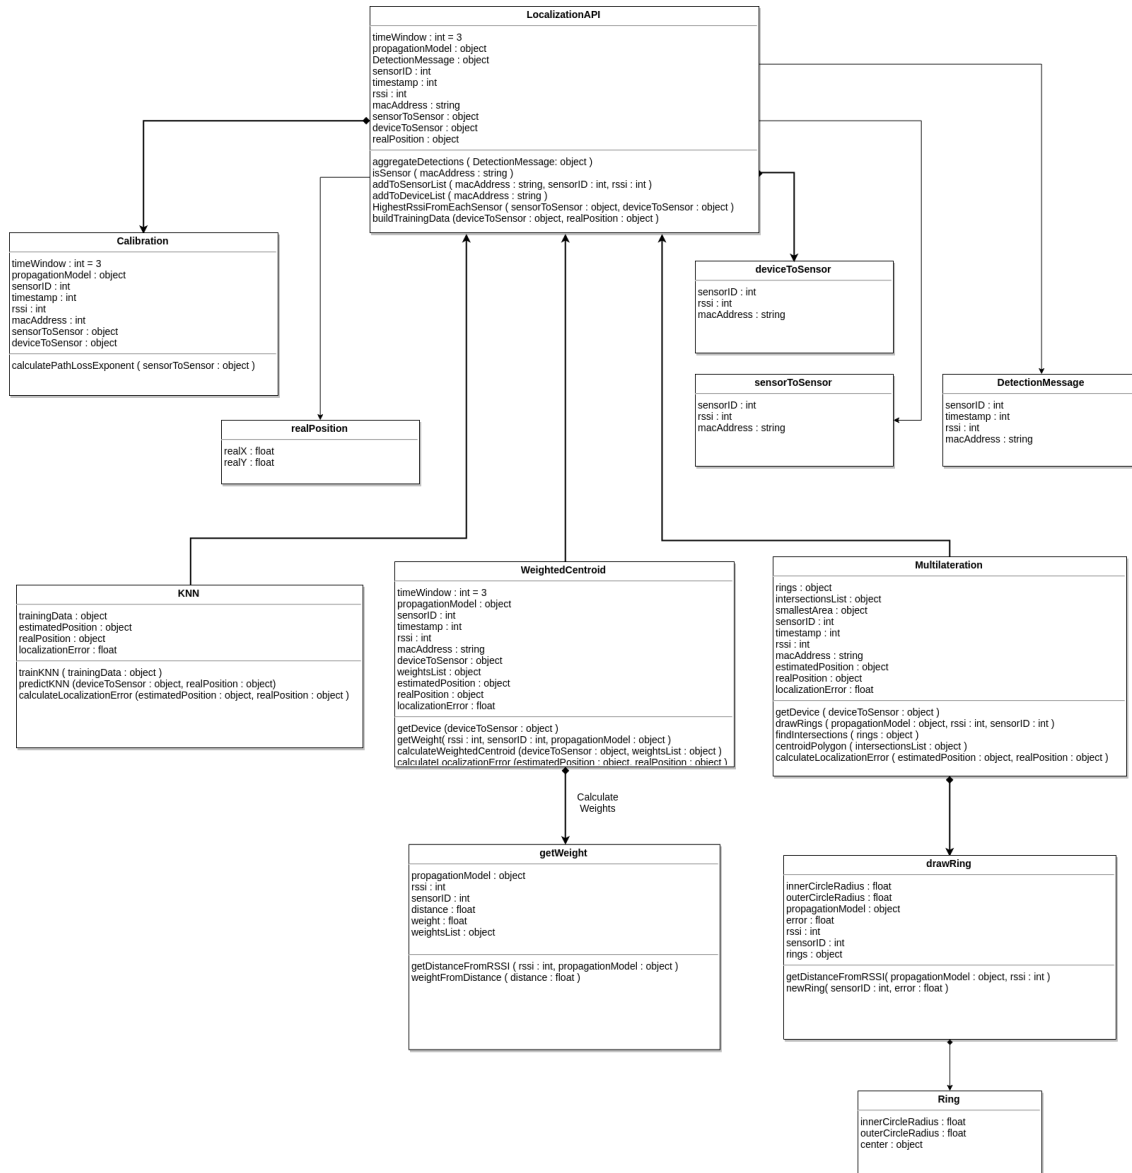 LocalizationAPI
timeWindow : int = 3
propagationModel : object
DetectionMessage : object
sensorID : int
timestamp : int
rssi : int
macAddress : string
sensorToSensor : object
deviceToSensor : object
realPosition : object
aggregateDetections ( DetectionMessage: object )
isSensor ( macAddress : string )
addToSensorList ( macAddress : string, sensorID : int, rssi : int )
addToDeviceList ( macAddress : string )
HighestRssiFromEachSensor ( sensorToSensor : object, deviceToSensor : object )
buildTrainingData (deviceToSensor : object, realPosition : object )
Calibration
timeWindow : int = 3
propagationModel : object
sensorID : int
timestamp : int
rssi : int
macAddress : int
sensorToSensor : object
deviceToSensor : object
calculatePathLossExponent ( sensorToSensor : object )
deviceToSensor
sensorID : int
rssi : int
macAddress : string
sensorToSensor
sensorID : int
rssi : int
macAddress : string
DetectionMessage
sensorID : int
timestamp : int
rssi : int
macAddress : string
realPosition
realX : float
realY : float
KNN
trainingData : object
estimatedPosition : object
realPosition : object
localizationError : float
trainKNN ( trainingData : object )
predictKNN (deviceToSensor : object, realPosition : object)
calculateLocalizationError (estimatedPosition : object, realPosition : object )
WeightedCentroid
timeWindow : int = 3
propagationModel : object
sensorID : int
timestamp : int
rssi : int
macAddress : string
deviceToSensor : object
weightsList : object
estimatedPosition : object
realPosition : object
localizationError : float
getDevice (deviceToSensor : object )
getWeight( rssi : int, sensorID : int, propagationModel : object )
calculateWeightedCentroid (deviceToSensor : object, weightsList : object )
calculateLocalizationError (estimatedPosition : object, realPosition : object )
Multilateration
rings : object
intersectionsList : object
smallestArea : object
sensorID : int
timestamp : int
rssi : int
macAddress : string
estimatedPosition : object
realPosition : object
localizationError : float
getDevice ( deviceToSensor : object )
drawRings ( propagationModel : object, rssi : int, sensorID : int )
findIntersections ( rings : object )
centroidPolygon ( intersectionsList : object )
calculateLocalizationError ( estimatedPosition : object, realPosition : object )
Calculate
Weights
getWeight
propagationModel : object
rssi : int
sensorID : int
distance : float
weight : float
weightsList : object
getDistanceFromRSSI ( rssi : int, propagationModel : object )
weightFromDistance ( distance : float )
drawRing
innerCircleRadius : float
outerCircleRadius : float
propagationModel : object
error : float
rssi : int
sensorID : int
rings : object
getDistanceFromRSSI( propagationModel : object, rssi : int )
newRing( sensorID : int, error : float )
Ring
innerCircleRadius : float
outerCircleRadius : float
center : object